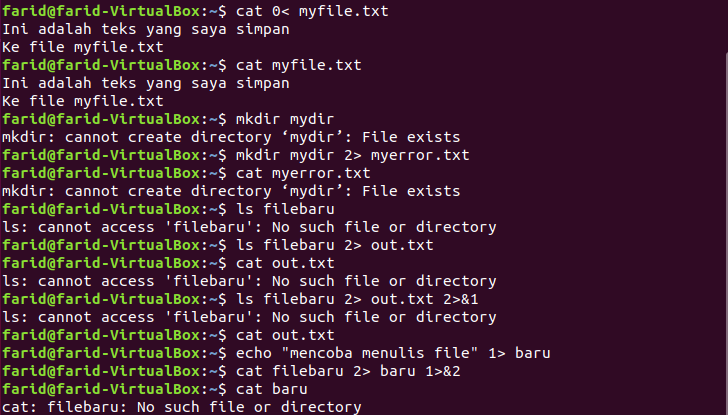 farid@farid-VirtualBox:~$ cat 0< myfile.txt
Ini adalah teks yang saya simpan
Ke file myfile.txt
farid@farid-VirtualBox:~$ cat myfile.txt
Ini adalah teks yang saya simpan
Ke file myfile.txt
farid@farid-VirtualBox:~$ mkdir mydir
mkdir: cannot create directory ‘mydir’: File exists
farid@farid-VirtualBox:~$ mkdir mydir 2> myerror.txt
farid@farid-VirtualBox:~$ cat myerror.txt
mkdir: cannot create directory ‘mydir’: File exists
farid@farid-VirtualBox:~$ ls filebaru
ls: cannot access 'filebaru': No such file or directory
farid@farid-VirtualBox:~$ ls filebaru 2> out.txt
farid@farid-VirtualBox:~$ cat out.txt
ls: cannot access 'filebaru': No such file or directory
farid@farid-VirtualBox:~$ ls filebaru 2> out.txt 2>&1
ls: cannot access 'filebaru': No such file or directory
farid@farid-VirtualBox:~$ cat out.txt
farid@farid-VirtualBox:~$ echo "mencoba menulis file" 1> baru
farid@farid-VirtualBox:~$ cat filebaru 2> baru 1>&2
farid@farid-VirtualBox:~$ cat baru
cat: filebaru: No such file or directory